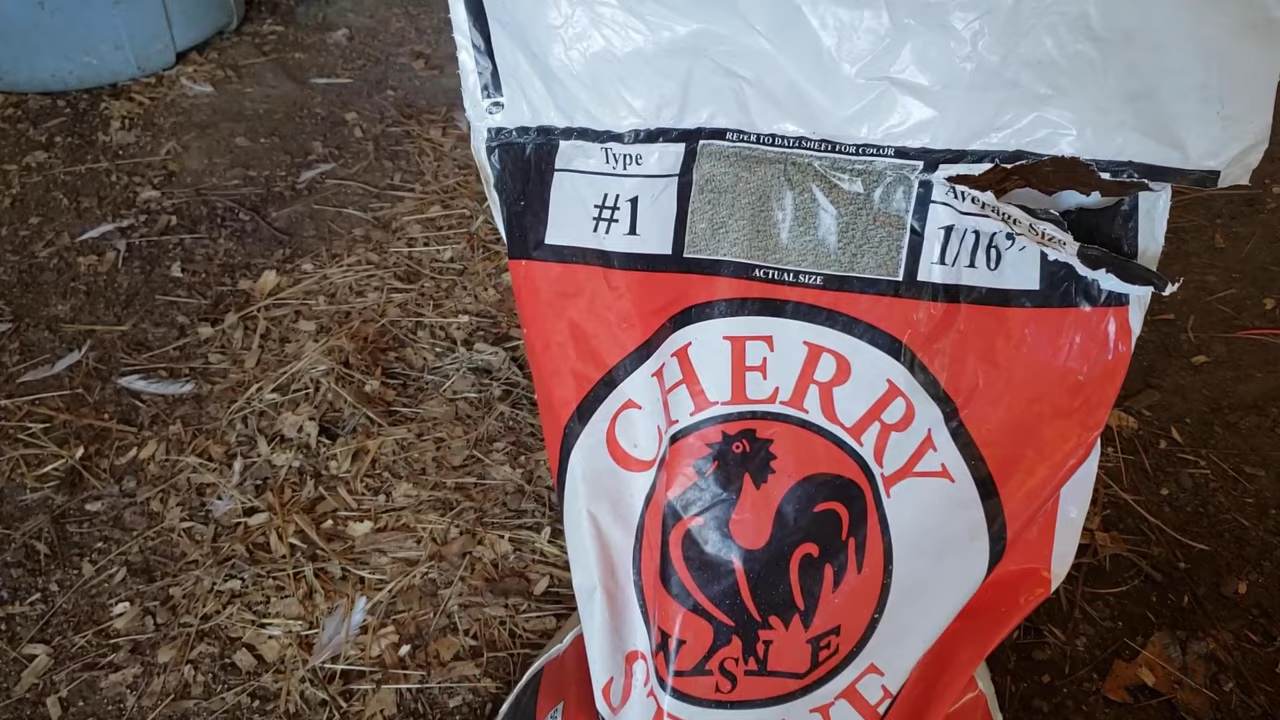 REFER TO DATA SHEET FOR COLOR
Type
#1
Average Size
1/16"
ACTUAL SIZE
CHERRY
N S E